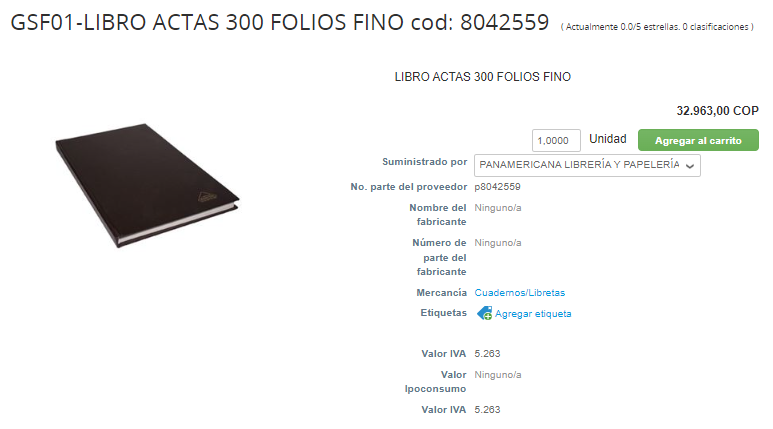 GSF01-LIBRO ACTAS 300 FOLIOS FINO cod: 8042559 ( Actualmente 0.0/5 estrellas. 0 clasificaciones )
LIBRO ACTAS 300 FOLIOS FINO
32.963,00 COP
1,0000 Unidad Agregar al carrito
Suministrado por PANAMERICANA LIBRERÍA Y PAPELERÍA
No. parte del proveedor p8042559
Nombre del Ninguno/a
fabricante
Número de Ninguno/a
parte del
fabricante
Mercancía Cuadernos/Libretas
Etiquetas Agregar etiqueta
Valor IVA 5.263
Valor Ninguno/a
Ipoconsumo
Valor IVA 5.263